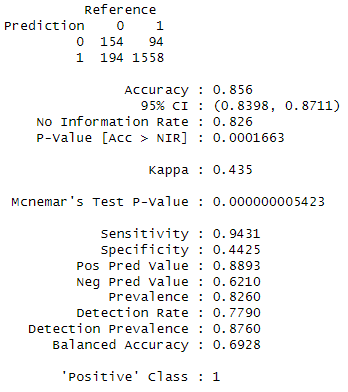 Reference
Prediction 0 1
0 154 94
1 194 1558
Accuracy : 0.856
95% CI : (0.8398, 0.8711)
No Information Rate : 0.826
P-Value [Acc > NIR] : 0.0001663
Kappa : 0.435
Mcnemar's Test P-Value : 0.000000005423
Sensitivity : 0.9431
Specificity : 0.4425
Pos Pred Value : 0.8893
Neg Pred Value : 0.6210
Prevalence : 0.8260
Detection Rate : 0.7790
Detection Prevalence : 0.8760
Balanced Accuracy : 0.6928
'Positive' Class : 1